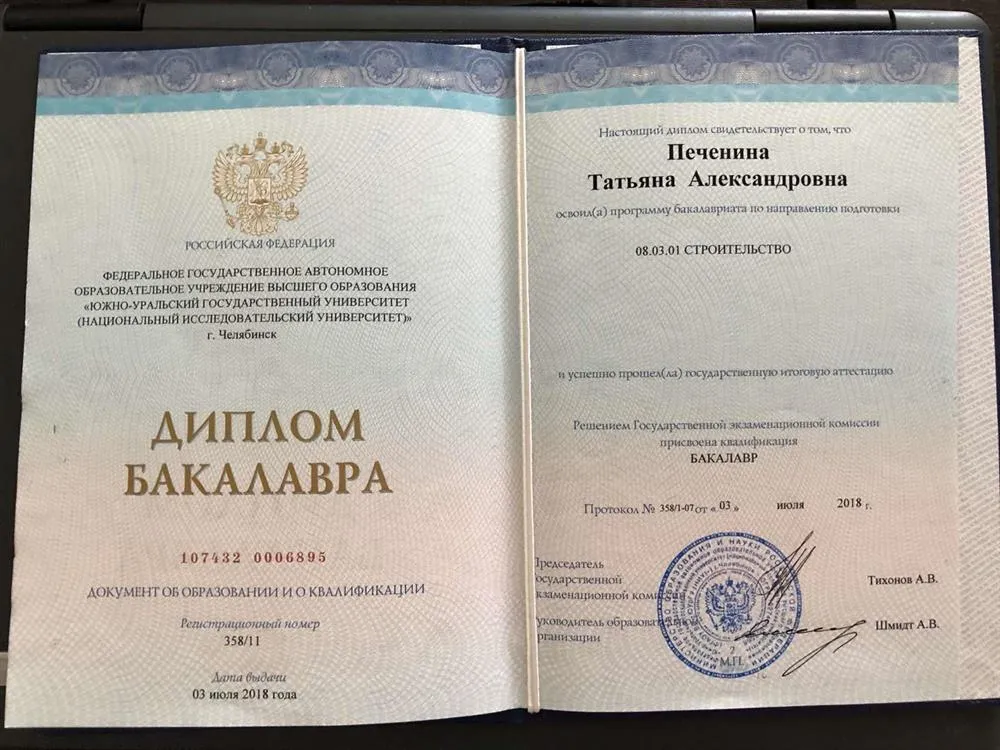 РОССИЙСКАЯ ФЕДЕРАЦИЯ
ФЕДЕРАЛЬНОЕ ГОСУДАРСТВЕННОЕ АВТОНОМНОЕ
ОБРАЗОВАТЕЛЬНОЕ УЧРЕЖДЕНИЕ ВЫСШЕГО ОБРАЗОВАНИЯ
«ЮЖНО-УРАЛЬСКИЙ ГОСУДАРСТВЕННЫЙ УНИВЕРСИТЕТ
(НАЦИОНАЛЬНЫЙ ИССЛЕДОВАТЕЛЬСКИЙ УНИВЕРСИТЕТ)»
г. Челябинск
ДИПЛОМ
БАКАЛАВРА
107432 0006895
ДОКУМЕНТ ОБ ОБРАЗОВАНИИ И О КВАЛИФИКАЦИИ
Регистрационный номер
358/11
Дата выдачи
03 июля 2018 года
Настоящий диплом свидетельствует о том, что
Печенина
Татьяна Александровна
освоил(а) программу бакалавриата по направлению подготовки
08.03.01 СТРОИТЕЛЬСТВО
и успешно прошел(ла) государственную итоговую аттестацию
Решением Государственной экзаменационной комиссии
присвоена квалификация
БАКАЛАВР
Протокол № 358/1-07 от « 03 » июля 2018 г.
Председатель
государственной
экзаменационной комиссии
Тихонов А.В.
руководитель образовательной
организации
Шмидт А.В.
М.П.